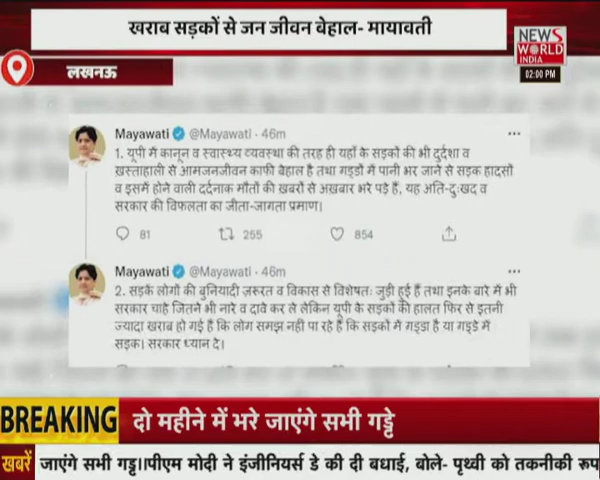 खराब सड़कों से जन जीवन बेहाल- मायावती
NEWS
WORLD
INDIA
02:00 PM
लखनऊ
Mayawati @Mayawati · 46m
1. यूपी में कानून व स्वास्थ्य व्यवस्था की तरह ही यहाँ के सड़कों की भी दुर्दशा व
ख़स्ताहाली से आमजनजीवन काफी बेहाल है तथा गड्डों में पानी भर जाने से सड़क हादसों
व इसमें होने वाली दर्दनाक मौतों की खबरों से अखबार भरे पड़े हैं, यह अति-दुःखद व
सरकार की विफलता का जीता-जागता प्रमाण।
81 255 854
Mayawati @Mayawati · 46m
2. सड़कें लोगों की बुनियादी ज़रूरत व विकास से विशेषतः जुड़ी हुई हैं तथा इनके बारे में भी
सरकार चाहे जितने भी नारे व दावे कर ले लेकिन यूपी के सड़कों की हालत फिर से इतनी
ज्यादा खराब हो गई हैं कि लोग समझ नहीं पा रहे हैं कि सड़कों में गड्डा है या गड्डे में
सड़क। सरकार ध्यान दे।
BREAKING दो महीने में भरे जाएंगे सभी गड्ढे
खबरें जाएंगे सभी गड्ढ।।पीएम मोदी ने इंजीनियर्स डे की दी बधाई, बोले- पृथ्वी को तकनीकी रूप